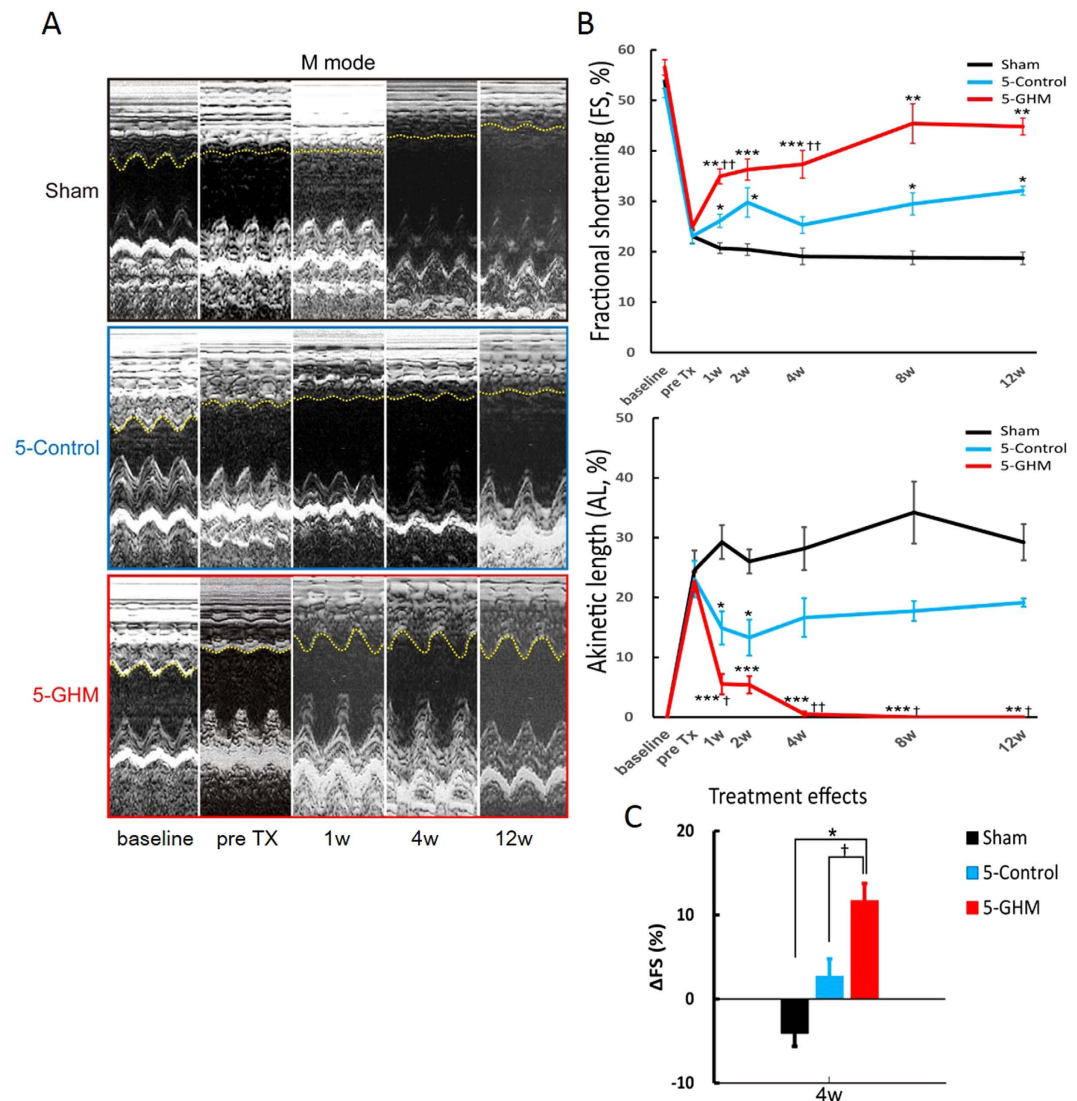 A
M mode
Sham
5-Control
5-GHM
baseline pre TX 1w 4w 12w
B
Fractional shortening (FS, %)
60
50
40
30
20
10
0
Sham
5-Control
5-GHM
**††
***
***††
**
**
*
*
*
*
baseline
pre Tx
1w
2w
4w
8w
12w
Akinetic length (AL, %)
50
40
30
20
10
0
Sham
5-Control
5-GHM
*
*
***
***†
***††
***†
**†
baseline
pre Tx
1w
2w
4w
8w
12w
C
Treatment effects
ΔFS (%)
20
10
0
-10
*
†
Sham
5-Control
5-GHM
4w